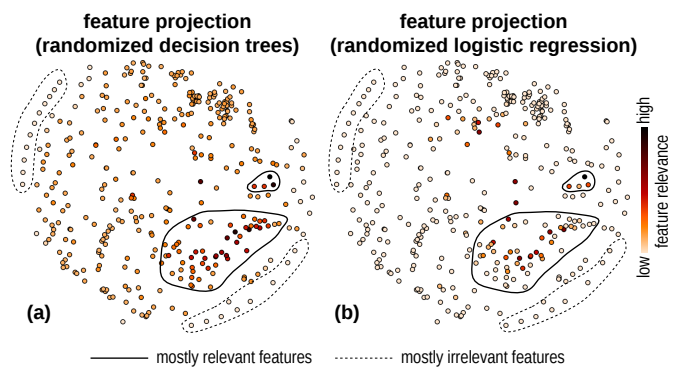 feature projection
(randomized decision trees)
feature projection
(randomized logistic regression)
(a)
(b)
low
feature relevance
high
mostly relevant features
mostly irrelevant features